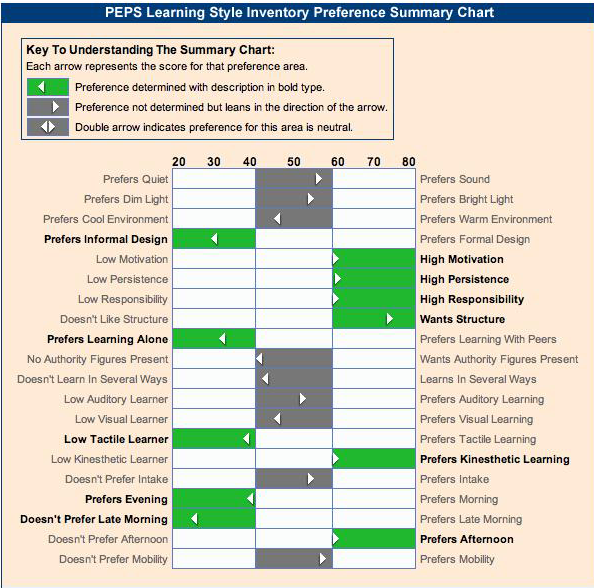 PEPS Learning Style Inventory Preference Summary Chart
Key To Understanding The Summary Chart:
Each arrow represents the score for that preference area.
Preference determined with description in bold type.
Preference not determined but leans in the direction of the arrow.
Double arrow indicates preference for this area is neutral.
20 30 40 50 60 70 80
Prefers Quiet Prefers Sound
Prefers Dim Light Prefers Bright Light
Prefers Cool Environment Prefers Warm Environment
Prefers Informal Design Prefers Formal Design
Low Motivation High Motivation
Low Persistence High Persistence
Low Responsibility High Responsibility
Doesn't Like Structure Wants Structure
Prefers Learning Alone Prefers Learning With Peers
No Authority Figures Present Wants Authority Figures Present
Doesn't Learn In Several Ways Learns In Several Ways
Low Auditory Learner Prefers Auditory Learning
Low Visual Learner Prefers Visual Learning
Low Tactile Learner Prefers Tactile Learning
Low Kinesthetic Learner Prefers Kinesthetic Learning
Doesn't Prefer Intake Prefers Intake
Prefers Evening Prefers Morning
Doesn't Prefer Late Morning Prefers Late Morning
Doesn't Prefer Afternoon Prefers Afternoon
Doesn't Prefer Mobility Prefers Mobility